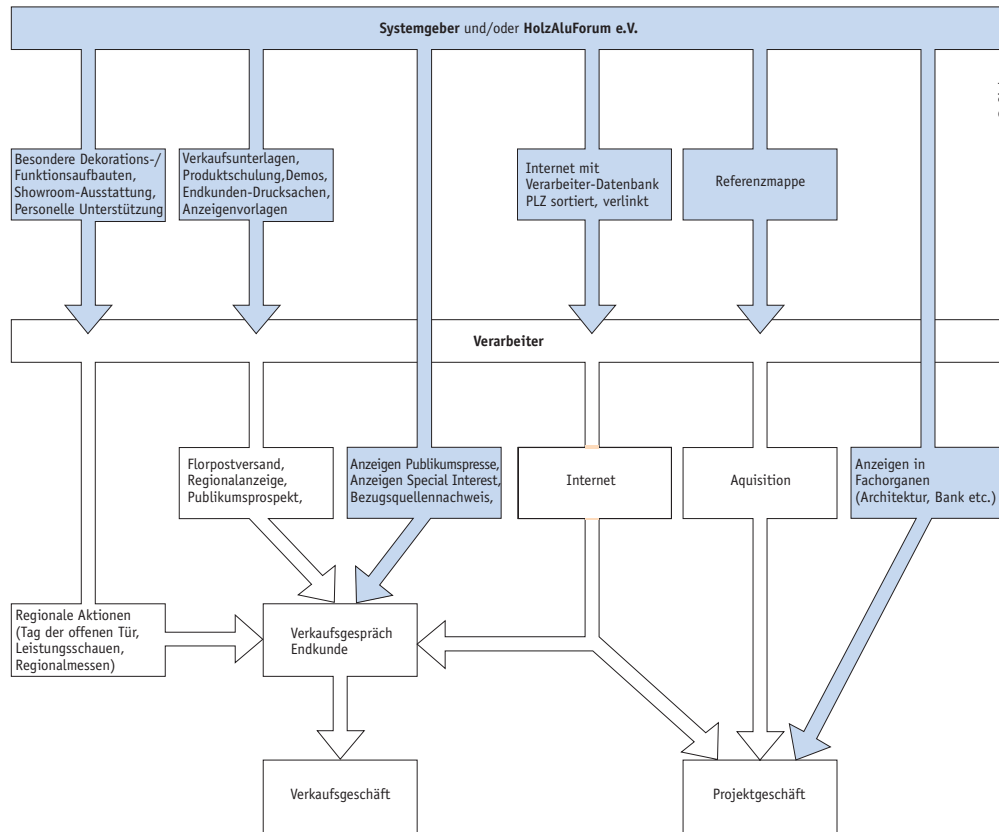 Systemgeber und/oder HolzAluForum e.V.
Besondere Dekorations-/
Funktionsaufbauten,
Showroom-Ausstattung,
Personelle Unterstützung
Verkaufsunterlagen,
Produktschulung,Demos,
Endkunden-Drucksachen,
Anzeigenvorlagen
Internet mit
Verarbeiter-Datenbank
PLZ sortiert, verlinkt
Referenzmappe
Verarbeiter
Florpostversand,
Regionalanzeige,
Publikumsprospekt,
Anzeigen Publikumspresse,
Anzeigen Special Interest,
Bezugsquellennachweis,
Internet
Aquisition
Anzeigen in
Fachorganen
(Architektur, Bank etc.)
Regionale Aktionen
(Tag der offenen Tür,
Leistungsschauen,
Regionalmessen)
Verkaufsgespräch
Endkunde
Verkaufsgeschäft
Projektgeschäft